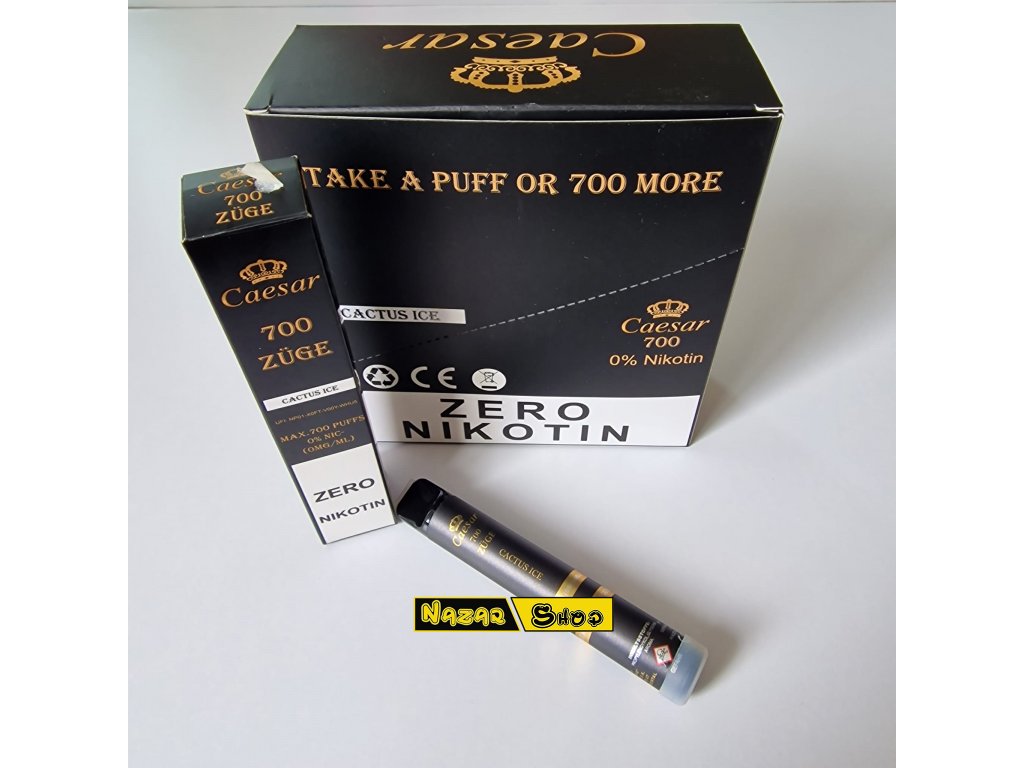 Caesar
TAKE A PUFF OR 700 MORE
CACTUS ICE
Caesar
700
0% Nikotin
CE
ZERO
NIKOTIN
Caesar
700
ZÜGE
Caesar
700
ZÜGE
CACTUS ICE
MAX.700 PUFFS
0% NIC-
(0MG/ML)
ZERO
NIKOTIN
Caesar
700
ZÜGE
CACTUS ICE
Nazar Shop